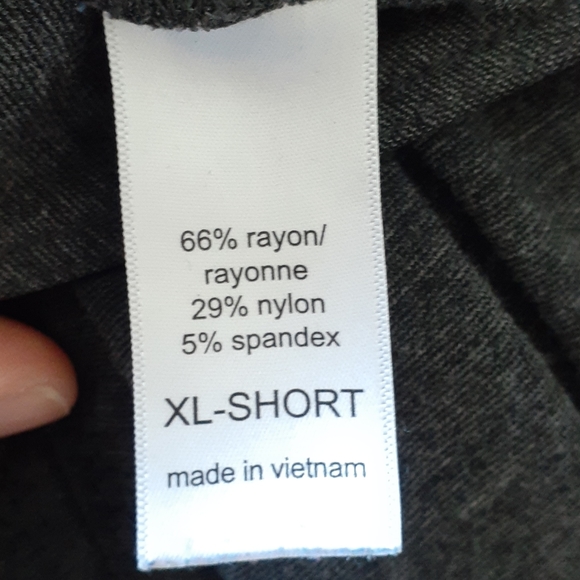 66% rayon/
rayonne
29% nylon
5% spandex
XL-SHORT
made in vietnam